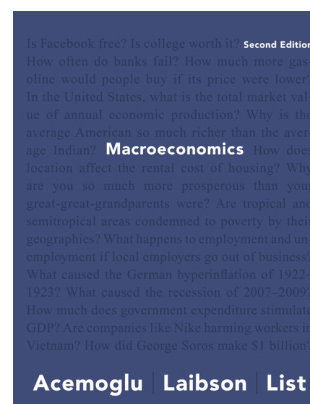 Is Facebook free? Is college worth it? Second Edition
How often do banks fail? How much more gas-
oline would people buy if its price were lower?
In the United States, what is the total market val-
ue of annual economic production? Why is the
average American so much richer than the aver-
age Indian? Macroeconomics How does
location affect the rental cost of housing? Why
are you so much more prosperous than your
great-great-grandparents were? Are tropical and
semitropical areas condemned to poverty by their
geographies? What happens to employment and un-
employment if local employers go out of business?
What caused the German hyperinflation of 1922-
1923? What caused the recession of 2007–2009?
How much does government expenditure stimulate
GDP? Are companies like Nike harming workers in
Vietnam? How did George Soros make $1 billion?
Acemoglu | Laibson | List